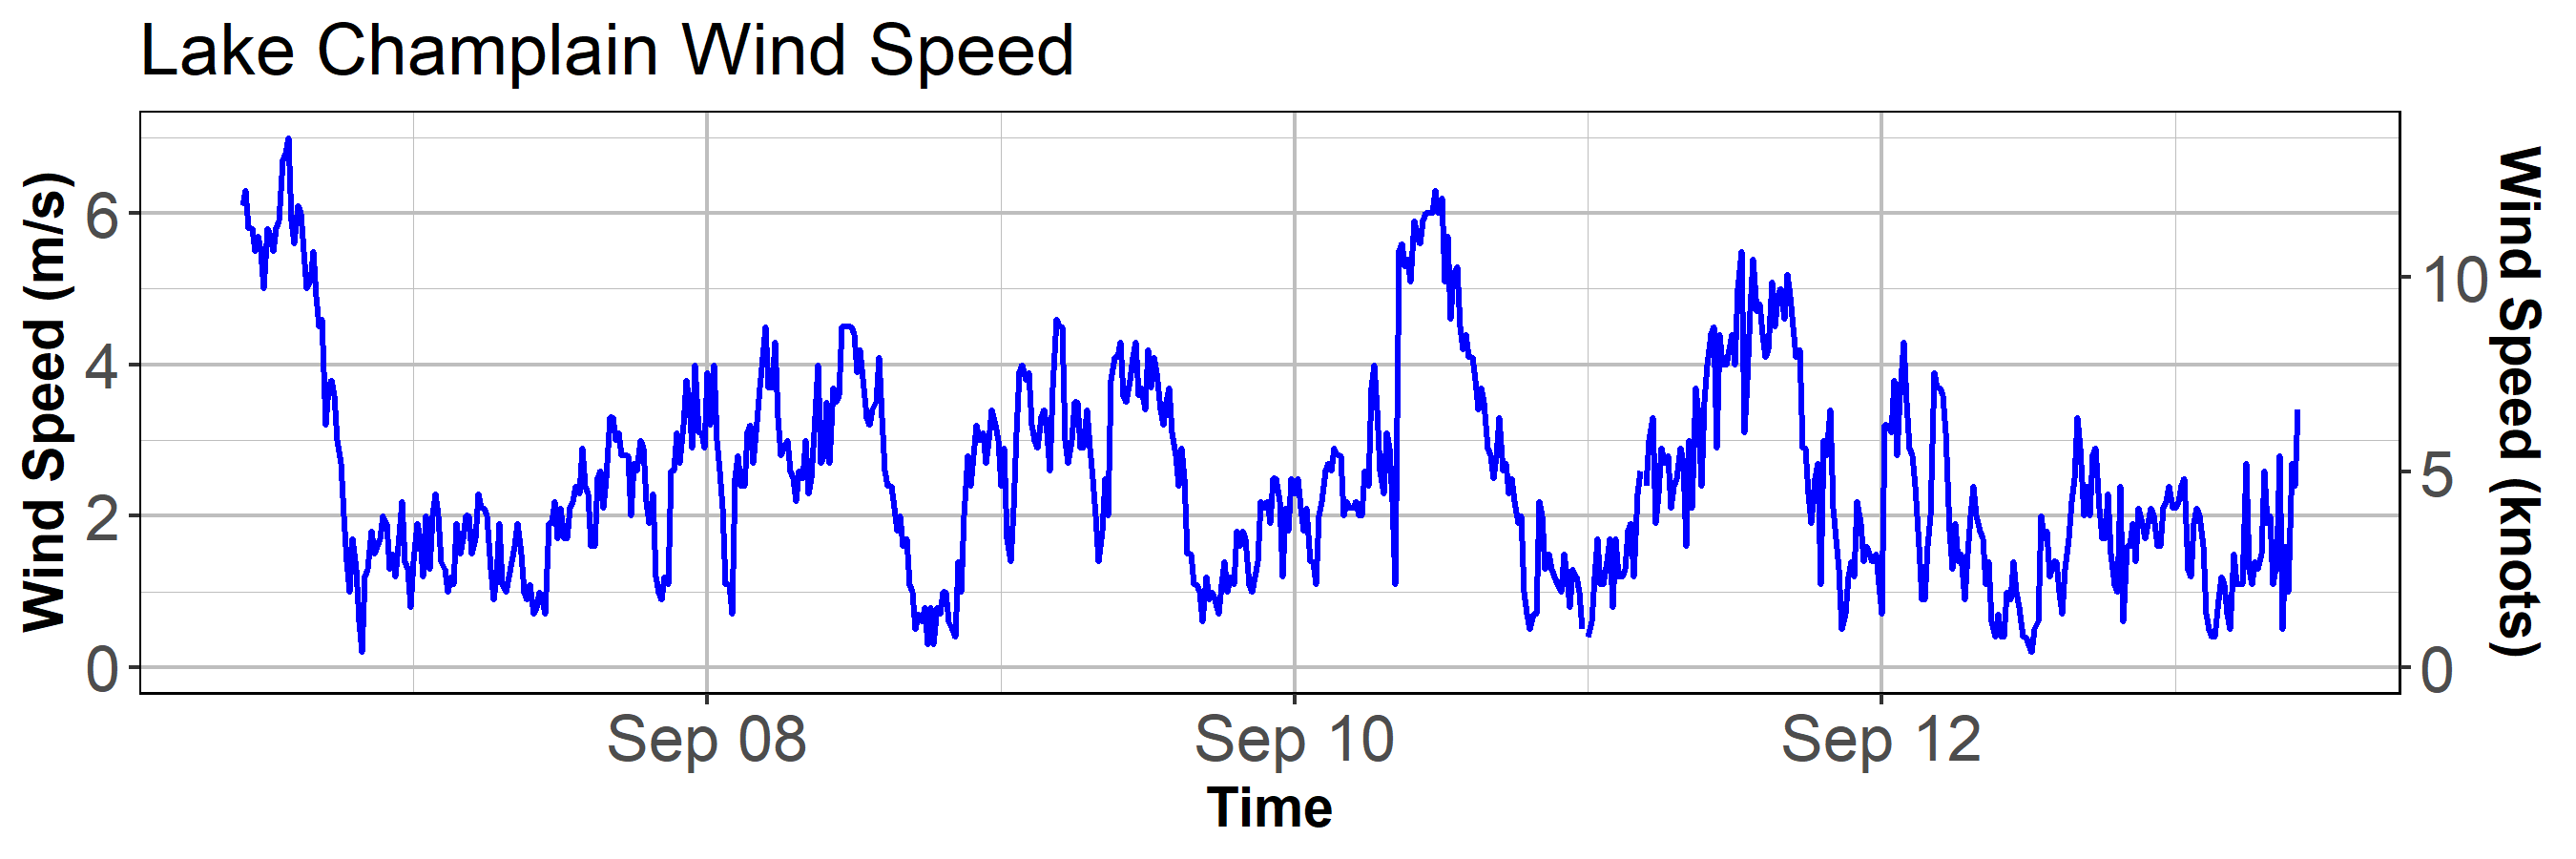 Lake Champlain Wind Speed
Wind Speed (m/s)
6
4
2
0
Wind Speed (knots)
10
5
0
Sep 08
Sep 10
Sep 12
Time